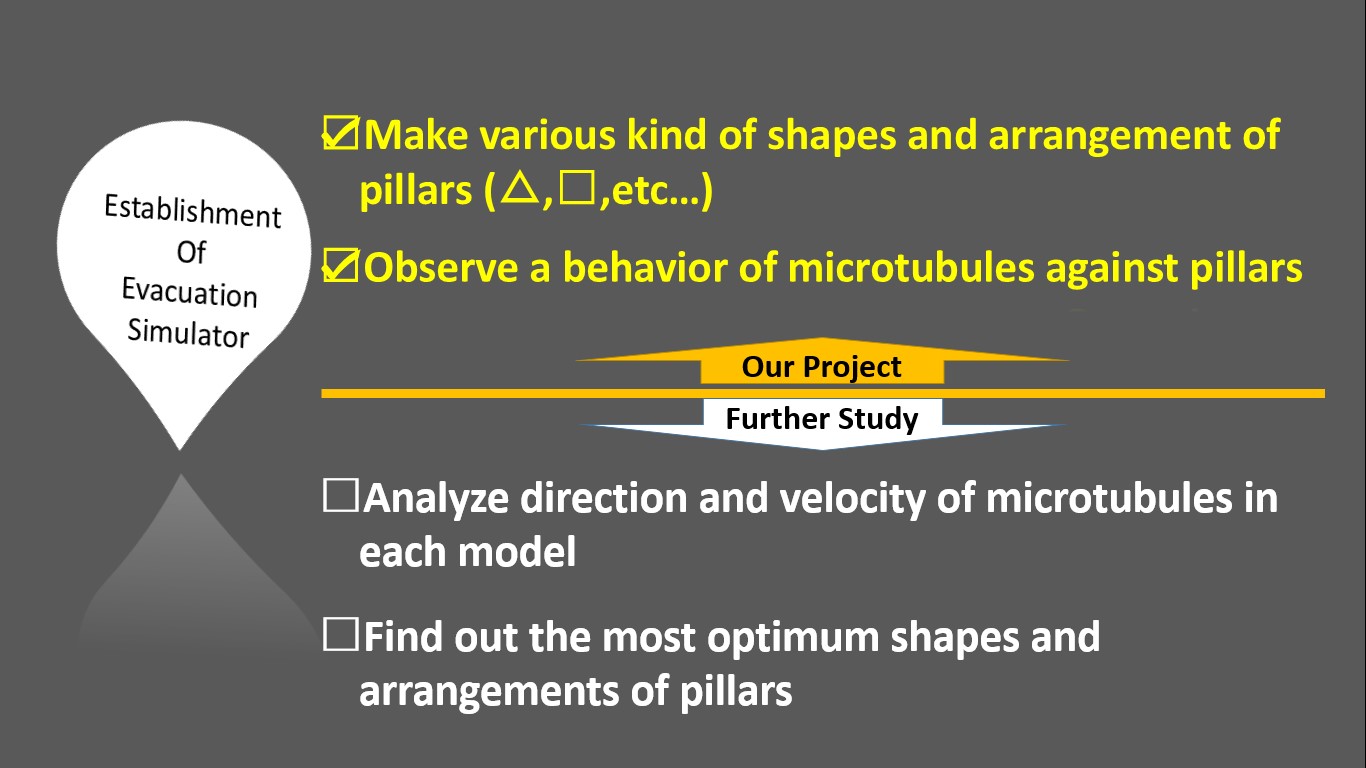 Establishment
Of
Evacuation
Simulator
☑Make various kind of shapes and arrangement of
pillars (△,□,etc...)
☑Observe a behavior of microtubules against pillars
Our Project
Further Study
□Analyze direction and velocity of microtubules in
each model
□Find out the most optimum shapes and
arrangements of pillars